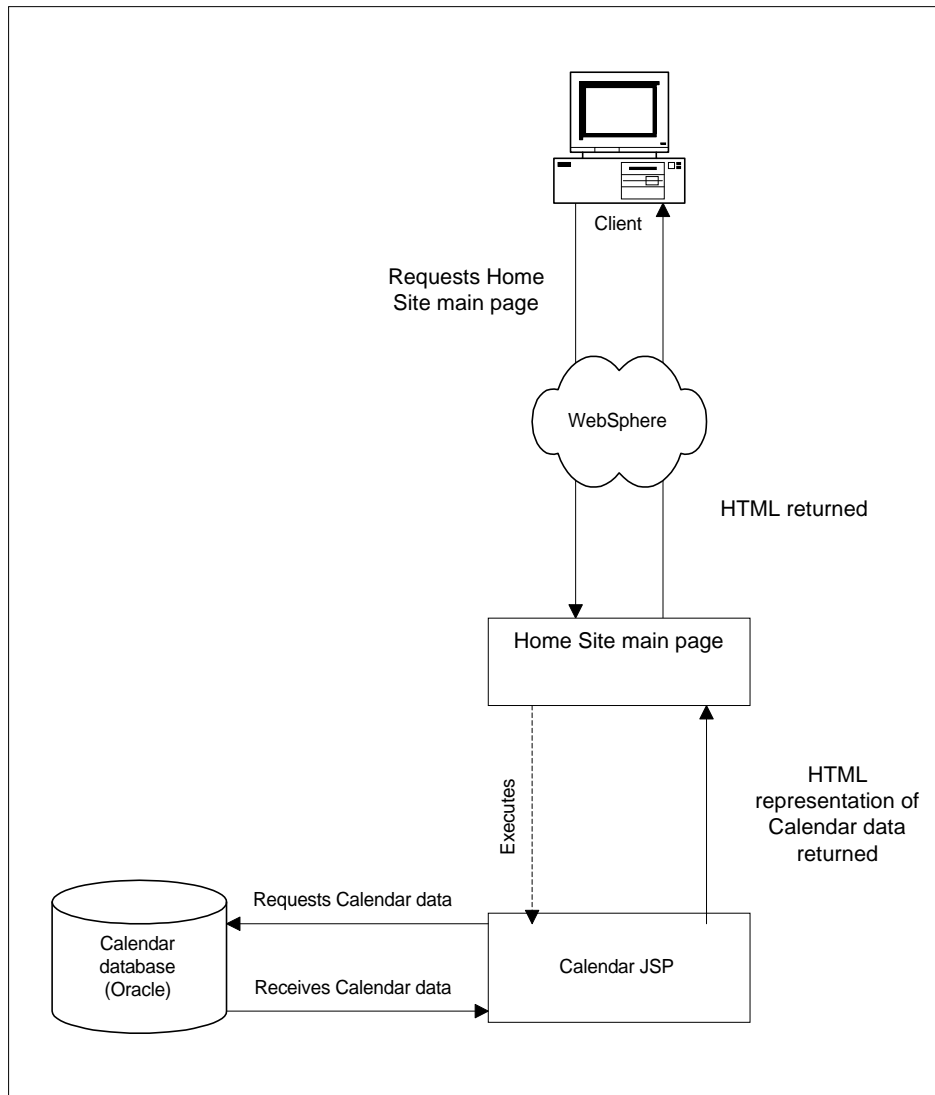 Client
Requests Home
Site main page
WebSphere
HTML returned
Home Site main page
Executes
HTML
representation of
Calendar data
returned
Requests Calendar data
Calendar
database
(Oracle)
Receives Calendar data
Calendar JSP